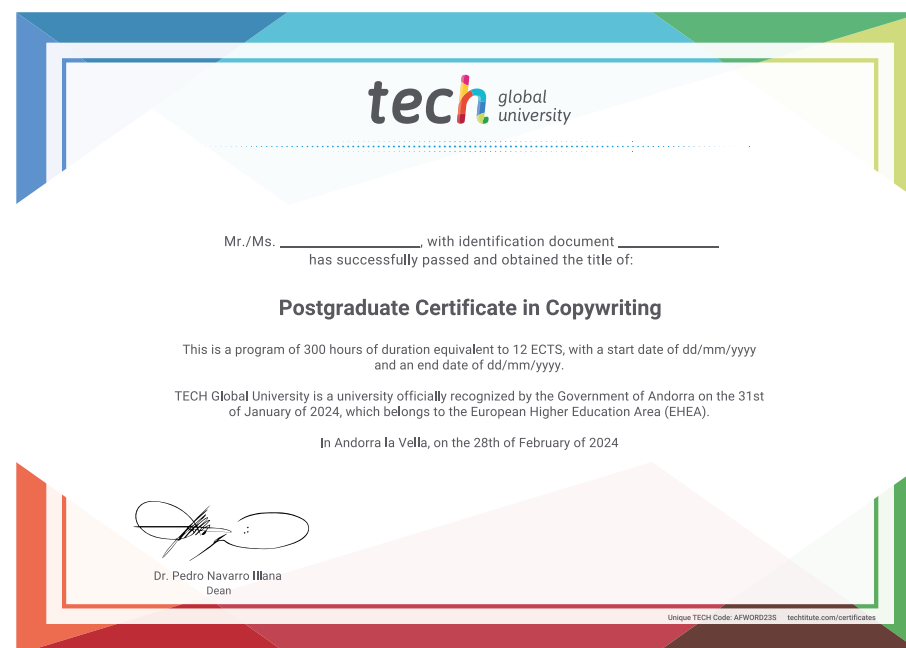 tech global
university
Mr./Ms. ____________, with identification document ____________
has successfully passed and obtained the title of:
Postgraduate Certificate in Copywriting
This is a program of 300 hours of duration equivalent to 12 ECTS, with a start date of dd/mm/yyyy
and an end date of dd/mm/yyyy.
TECH Global University is a university officially recognized by the Government of Andorra on the 31st
of January of 2024, which belongs to the European Higher Education Area (EHEA).
In Andorra la Vella, on the 28th of February of 2024
Dr. Pedro Navarro Illana
Dean
Unique TECH Code: AFWORD23S techtitute.com/certificates